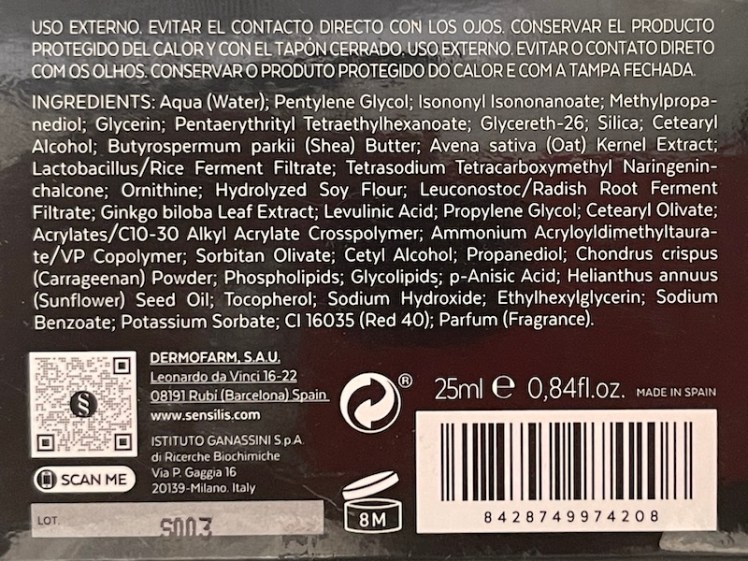 USO EXTERNO. EVITAR EL CONTACTO DIRECTO CON LOS OJOS. CONSERVAR EL PRODUCTO
PROTEGIDO DEL CALOR Y CON EL TAPÓN CERRADO. USO EXTERNO. EVITAR O CONTATO DIRETO
COM OS OLHOS. CONSERVAR O PRODUTO PROTEGIDO DO CALOR E COM A TAMPA FECHADA.
INGREDIENTS: Aqua (Water); Pentylene Glycol; Isononyl Isononanoate; Methylpropa-
nediol; Glycerin; Pentaerythrityl Tetraethylhexanoate; Glycereth-26; Silica; Cetearyl
Alcohol; Butyrospermum parkii (Shea) Butter; Avena sativa (Oat) Kernel Extract;
Lactobacillus/Rice Ferment Filtrate; Tetrasodium Tetracarboxymethyl Naringenin-
chalcone; Ornithine; Hydrolyzed Soy Flour; Leuconostoc/Radish Root Ferment
Filtrate; Ginkgo biloba Leaf Extract; Levulinic Acid; Propylene Glycol; Cetearyl Olivate;
Acrylates/C10-30 Alkyl Acrylate Crosspolymer; Ammonium Acryloyldimethyltaura-
te/VP Copolymer; Sorbitan Olivate; Cetyl Alcohol; Propanediol; Chondrus crispus
(Carrageenan) Powder; Phospholipids; Glycolipids; p-Anisic Acid; Helianthus annuus
(Sunflower) Seed Oil; Tocopherol; Sodium Hydroxide; Ethylhexylglycerin; Sodium
Benzoate; Potassium Sorbate; CI 16035 (Red 40); Parfum (Fragrance).
DERMOFARM, S.A.U.
Leonardo da Vinci 16-22
08191 Rubí (Barcelona) Spain
www.sensilis.com
ISTITUTO GANASSINI S.p.A.
di Ricerche Biochimiche
Via P. Gaggia 16
20139-Milano. Italy
S
SCAN ME
LOT.
S003
®
25ml e 0,84fl.oz. MADE IN SPAIN
8M
8428749974208